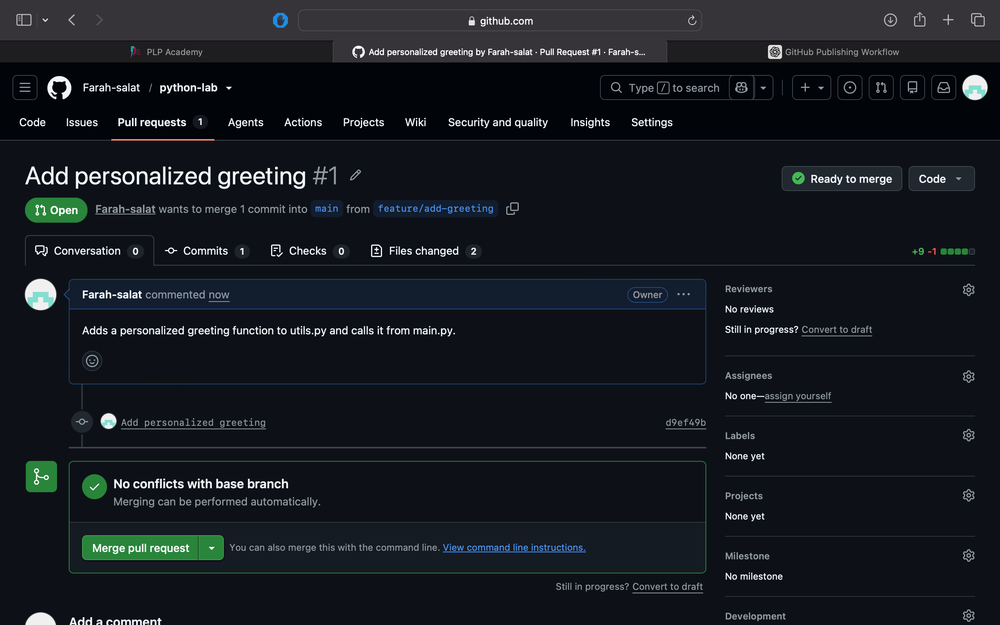 github.com
PLP Academy
Add personalized greeting by Farah-salat · Pull Request #1 · Farah-s...
GitHub Publishing Workflow
Farah-salat / python-lab
Type / to search
Code Issues Pull requests 1 Agents Actions Projects Wiki Security and quality Insights Settings
Add personalized greeting #1
Ready to merge
Code
Open Farah-salat wants to merge 1 commit into main from feature/add-greeting
Conversation 0 Commits 1 Checks 0 Files changed 2
+9 -1
Farah-salat commented now
Owner
Adds a personalized greeting function to utils.py and calls it from main.py.
Add personalized greeting
d9ef49b
No conflicts with base branch
Merging can be performed automatically.
Merge pull request
You can also merge this with the command line. View command line instructions.
Still in progress? Convert to draft
Add a comment
Reviewers
No reviews
Still in progress? Convert to draft
Assignees
No one—assign yourself
Labels
None yet
Projects
None yet
Milestone
No milestone
Development